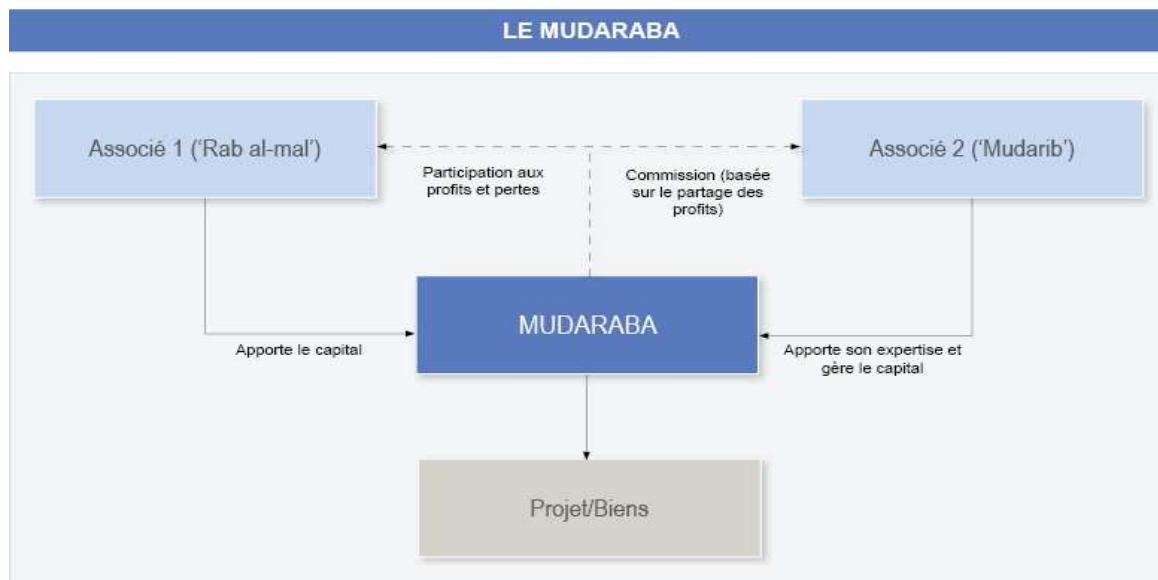 LE MUDARABA
Associé 1 (‘Rab al-mal’)
Associé 2 (‘Mudarib’)
Participation aux
profits et pertes
Commission (basée
sur le partage des
profits)
MUDARABA
Apporte le capital
Apporte son expertise et
gère le capital
Projet/Biens